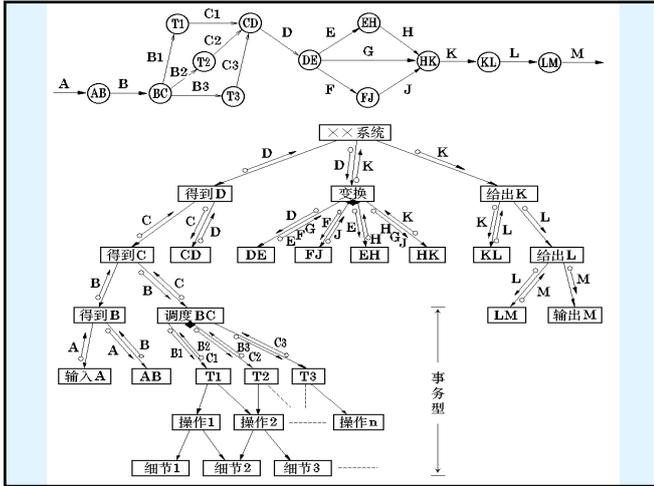 T1 C1 CD D EH
E H
B1 C2 G
A AB B BC B2 T2 C3 DE HK K KL L LM M
B3 T3 F FJ J
××系统
D D K K
得到D 变换 给出K
C C D D E F G F J E H H G J K K L L
得到C CD DE FJ EH HK KL 给出L
B B C L M M
得到B 调度BC LM 输出M
A A B B1 C1 B2 C2 B3 C3
输入A AB T1 T2 T3
事务型
操作1 操作2 操作n
细节1 细节2 细节3